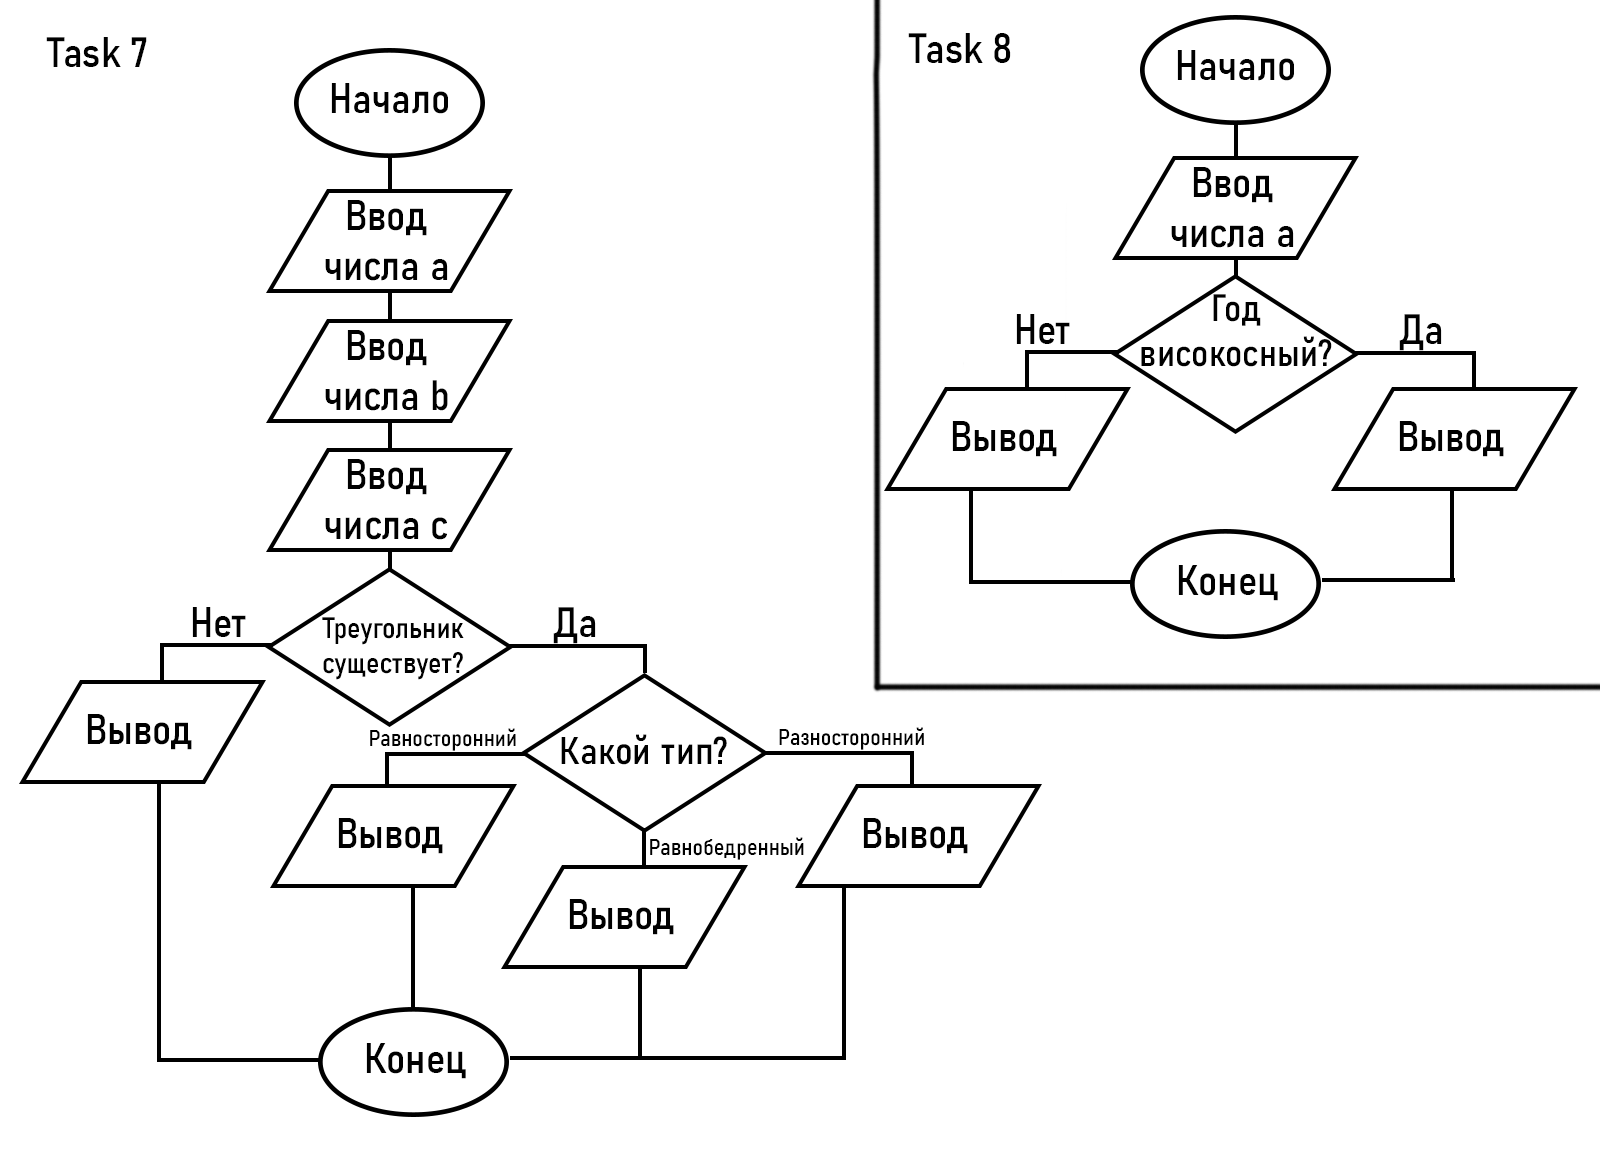 Task 7
Начало
Ввод
числа a
Ввод
числа b
Ввод
числа c
Треугольник
существует?
Нет
Да
Вывод
Какой тип?
Равносторонний
Разносторонний
Равнобедренный
Вывод
Вывод
Вывод
Конец
Task 8
Начало
Ввод
числа a
Год
високосный?
Нет
Да
Вывод
Вывод
Конец